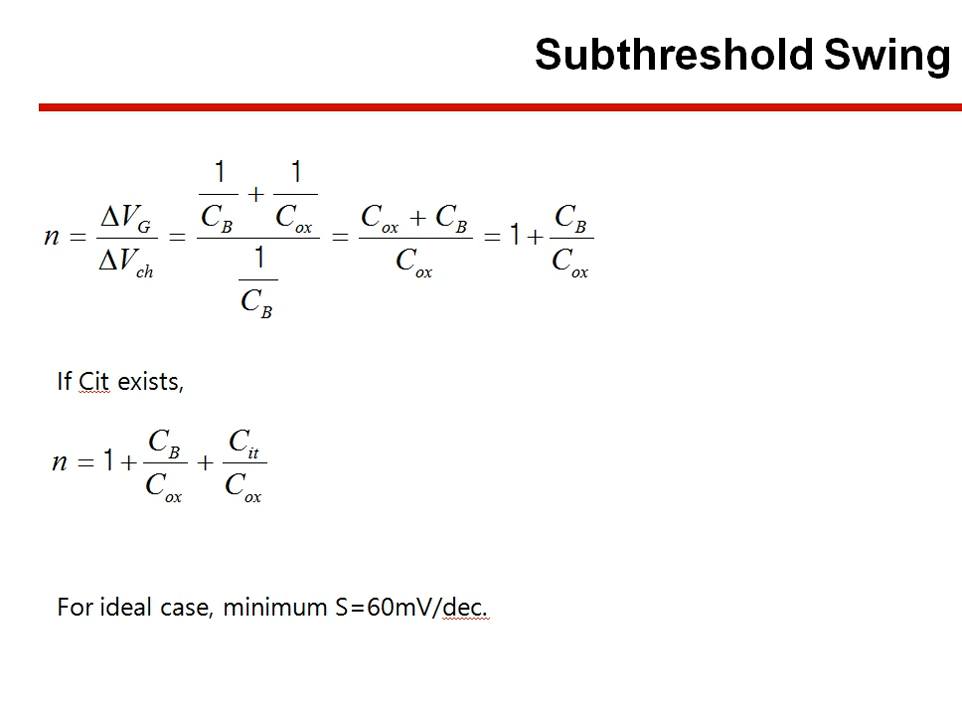 Subthreshold Swing
n = ΔV_G / ΔV_ch = (1/C_B + 1/C_ox) / (1/C_B) = (C_ox + C_B) / C_ox = 1 + C_B / C_ox
If Cit exists,
n = 1 + C_B / C_ox + C_it / C_ox
For ideal case, minimum S=60mV/dec.